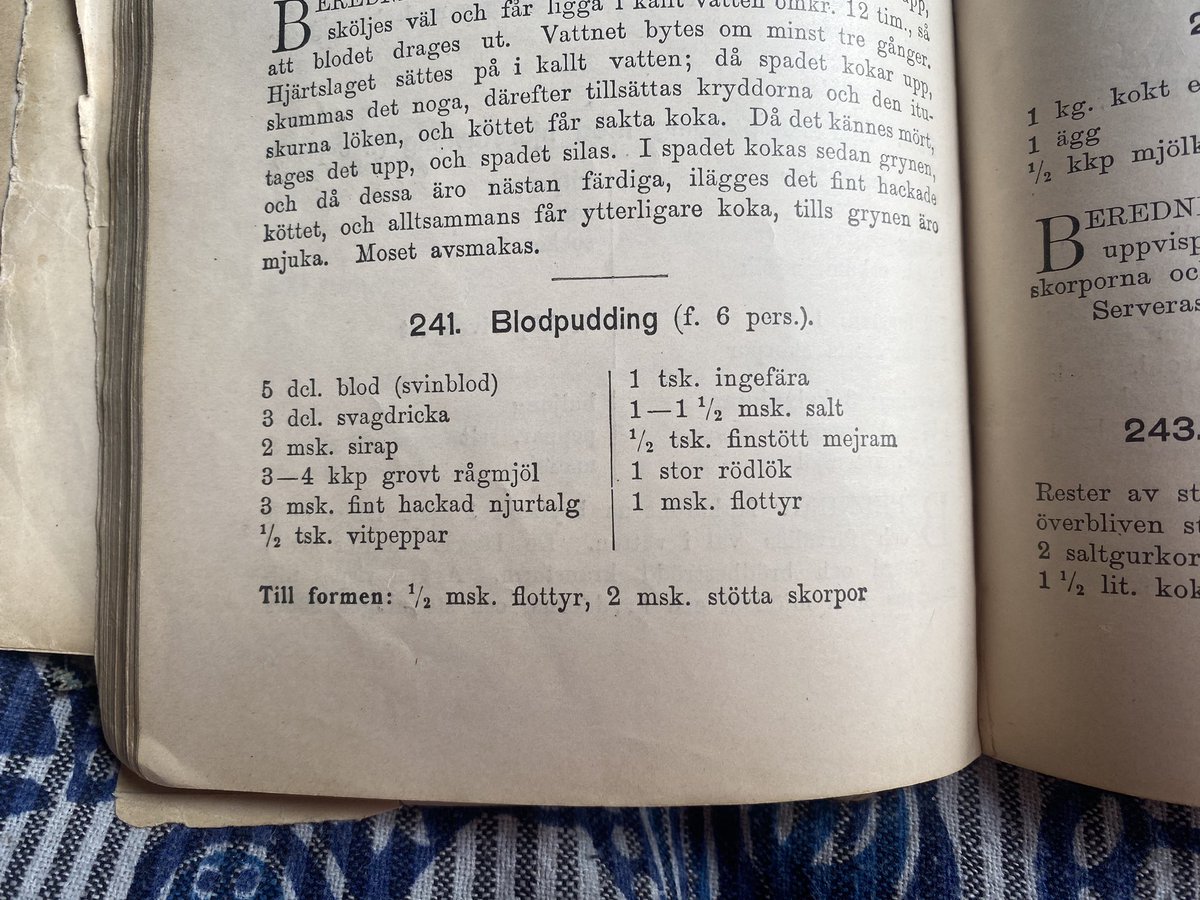 BEREDN
sköljes väl och får ligga i kallt vatten omkr. 12 tim., så
att blodet drages ut. Vattnet bytes om minst tre gånger.
Hjärtslaget sättes på i kallt vatten; då spadet kokar upp,
skummas det noga, därefter tillsättas kryddorna och den itu-
skurna löken, och köttet får sakta koka. Då det kännes mört,
tages det upp, och spadet silas. I spadet kokas sedan grynen,
och då dessa äro nästan färdiga, ilägges det fint hackade
köttet, och alltsammans får ytterligare koka, tills grynen äro
mjuka. Moset avsmakas.
241. Blodpudding (f. 6 pers.).
5 dcl. blod (svinblod)
3 dcl. svagdricka
2 msk. sirap
3—4 kkp grovt rågmjöl
3 msk. fint hackad njurtalg
1/2 tsk. vitpeppar
1 tsk. ingefära
1—1 1/2 msk. salt
1/2 tsk. finstött mejram
1 stor rödlök
1 msk. flottyr
Till formen: 1/2 msk. flottyr, 2 msk. stötta skorpor
1 kg. kokt
1 ägg
1/2 kkp mjölk
BEREDN
uppvisp
skorporna oc
Serveras
243.
Rester av st
överbliven st
2 saltgurkor
1 1/2 lit. kok